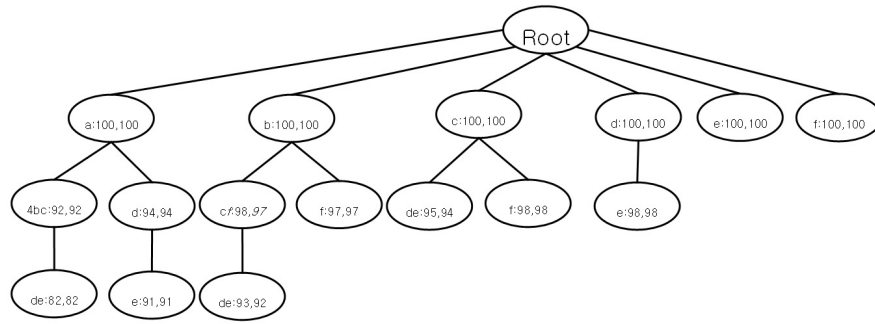 Root
a:100,100
b:100,100
c:100,100
d:100,100
e:100,100
f:100,100
4bc:92,92
d:94,94
cf:98,97
f:97,97
de:95,94
f:98,98
e:98,98
de:82,82
e:91,91
de:93,92